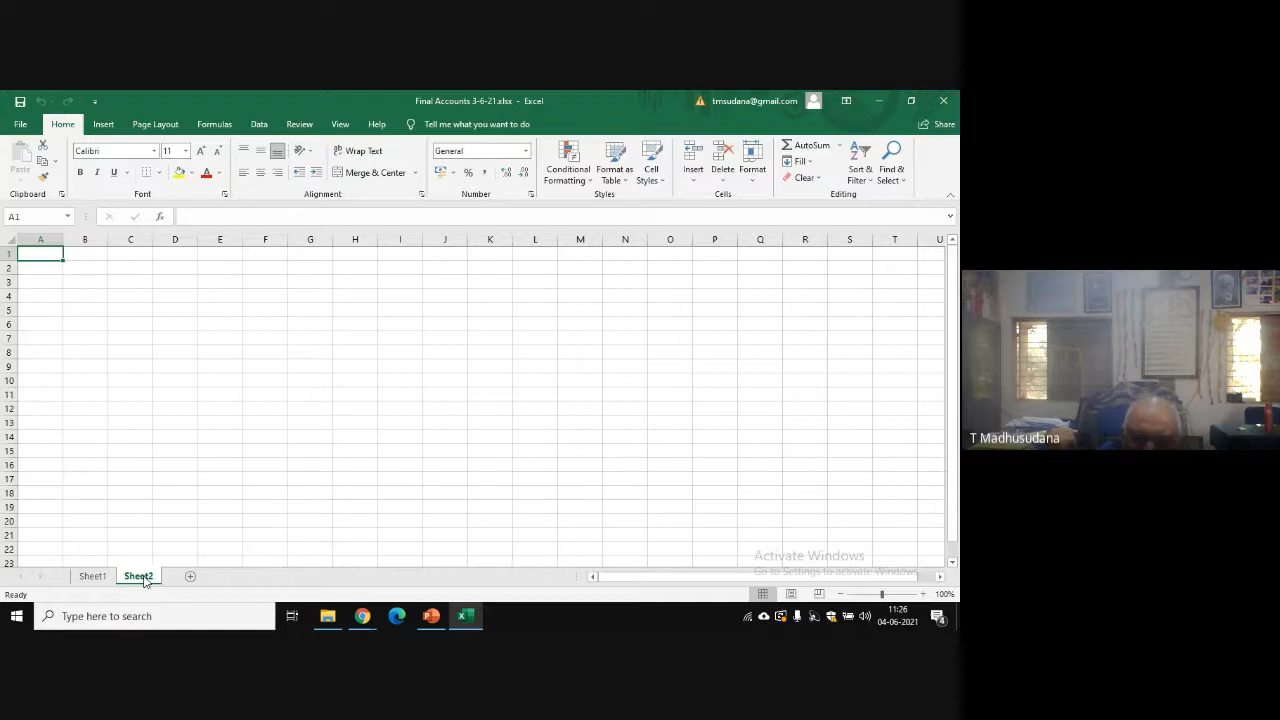 Final Accounts 3-6-21.xlsx - Excel
tmsudana@gmail.com
File Home Insert Page Layout Formulas Data Review View Help Tell me what you want to do Share
Calibri 11 Wrap Text General AutoSum
Paste Merge & Center Conditional Formatting Format as Table Cell Styles Insert Delete Format Fill Clear Sort & Filter Find & Select
B I U A % ,
Clipboard Font Alignment Number Styles Cells Editing
A1 fx
A B C D E F G H I J K L M N O P Q R S T U
1
2
3
4
5
6
7
8
9
10
11
12
13
14
15
16
17
18
19
20
21
22
23
T Madhusudana
Activate Windows
Go to Settings to activate Windows.
Sheet1 Sheet2
Ready 100%
Type here to search
11:26
04-06-2021
4